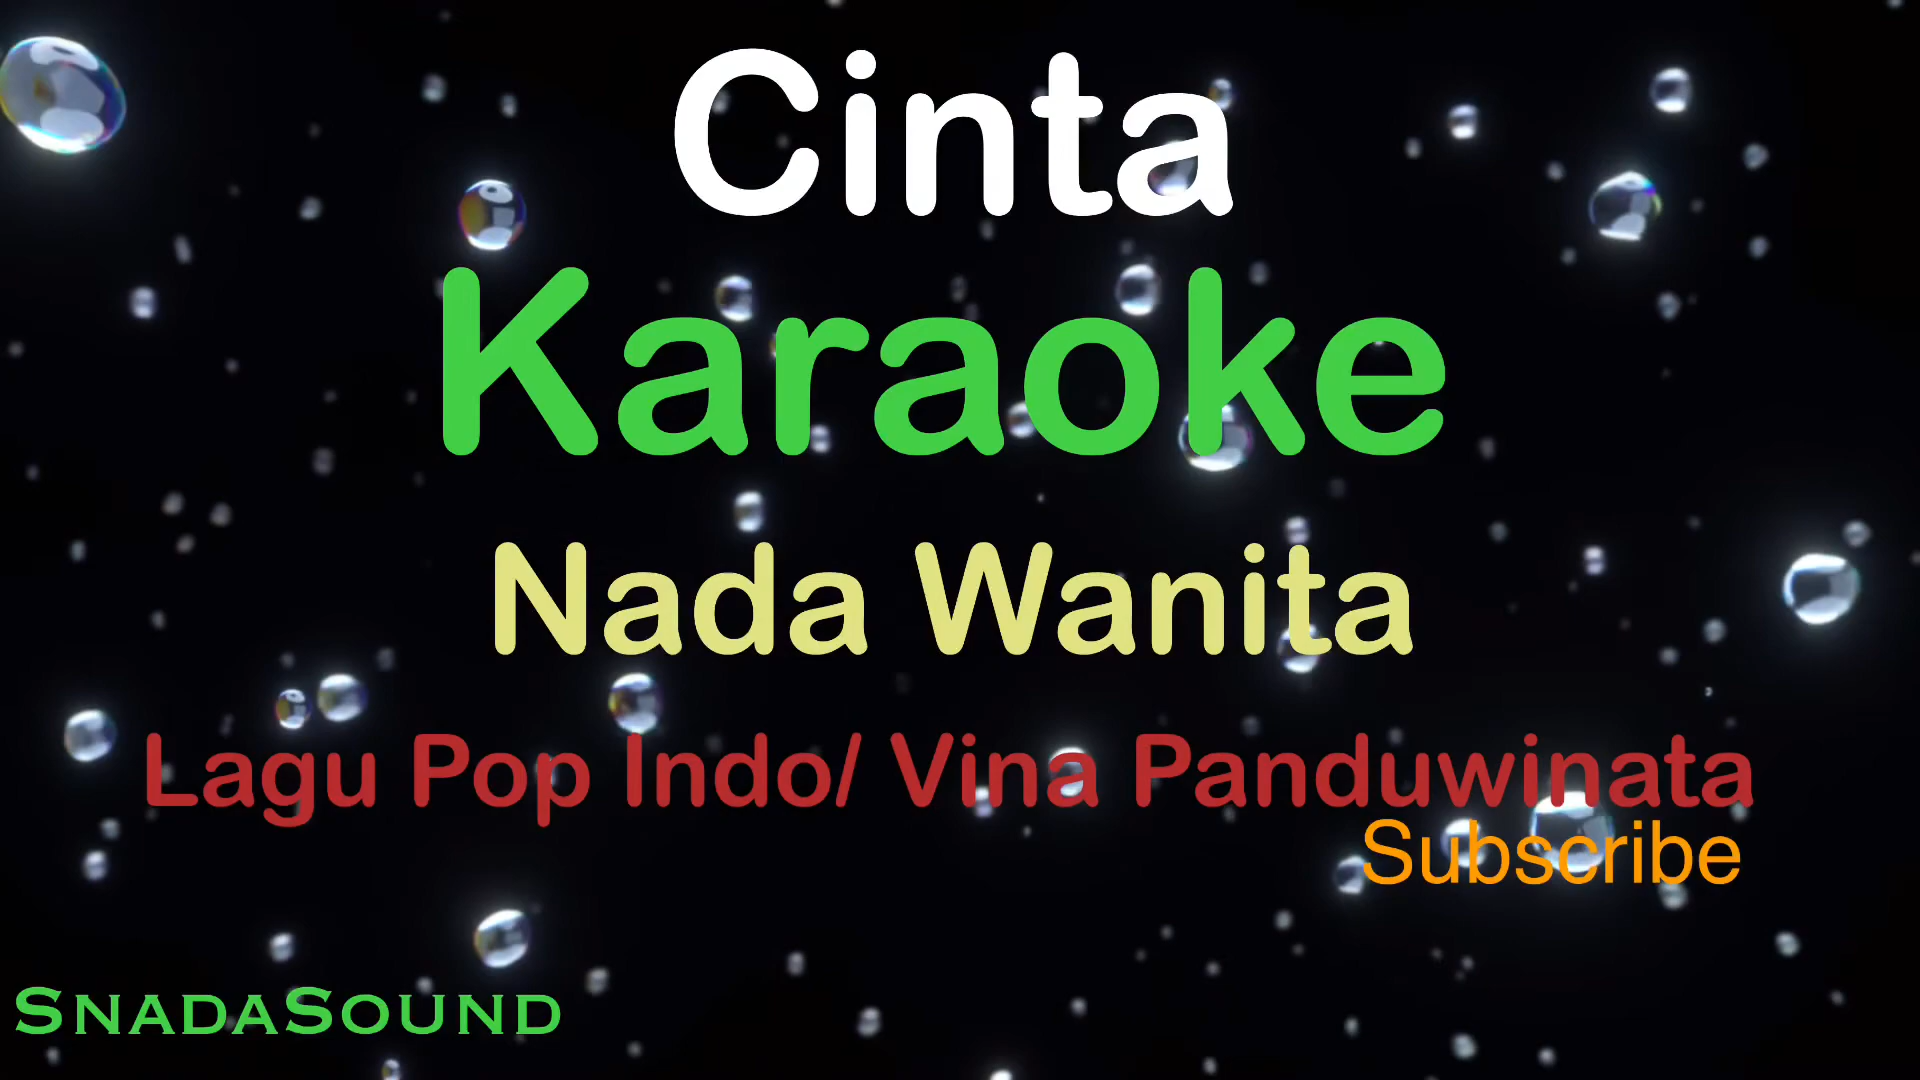 Cinta
Karaoke
Nada Wanita
Lagu Pop Indo/ Vina Panduwinata
Subscribe
SNADASOUND